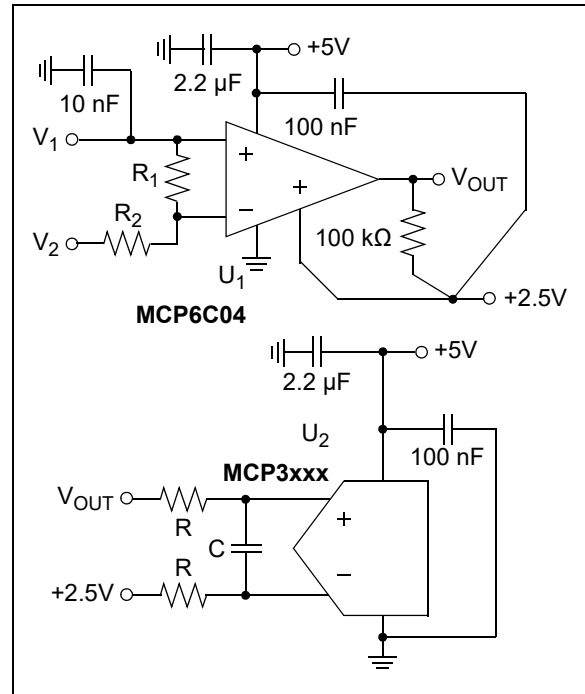 +5V
2.2 µF
10 nF
100 nF
V1
+
R1
+
VOUT
R2
−
100 kΩ
V2
U1
+2.5V
MCP6C04
+5V
2.2 µF
U2
100 nF
MCP3xxx
VOUT
R
+
C
−
R
+2.5V